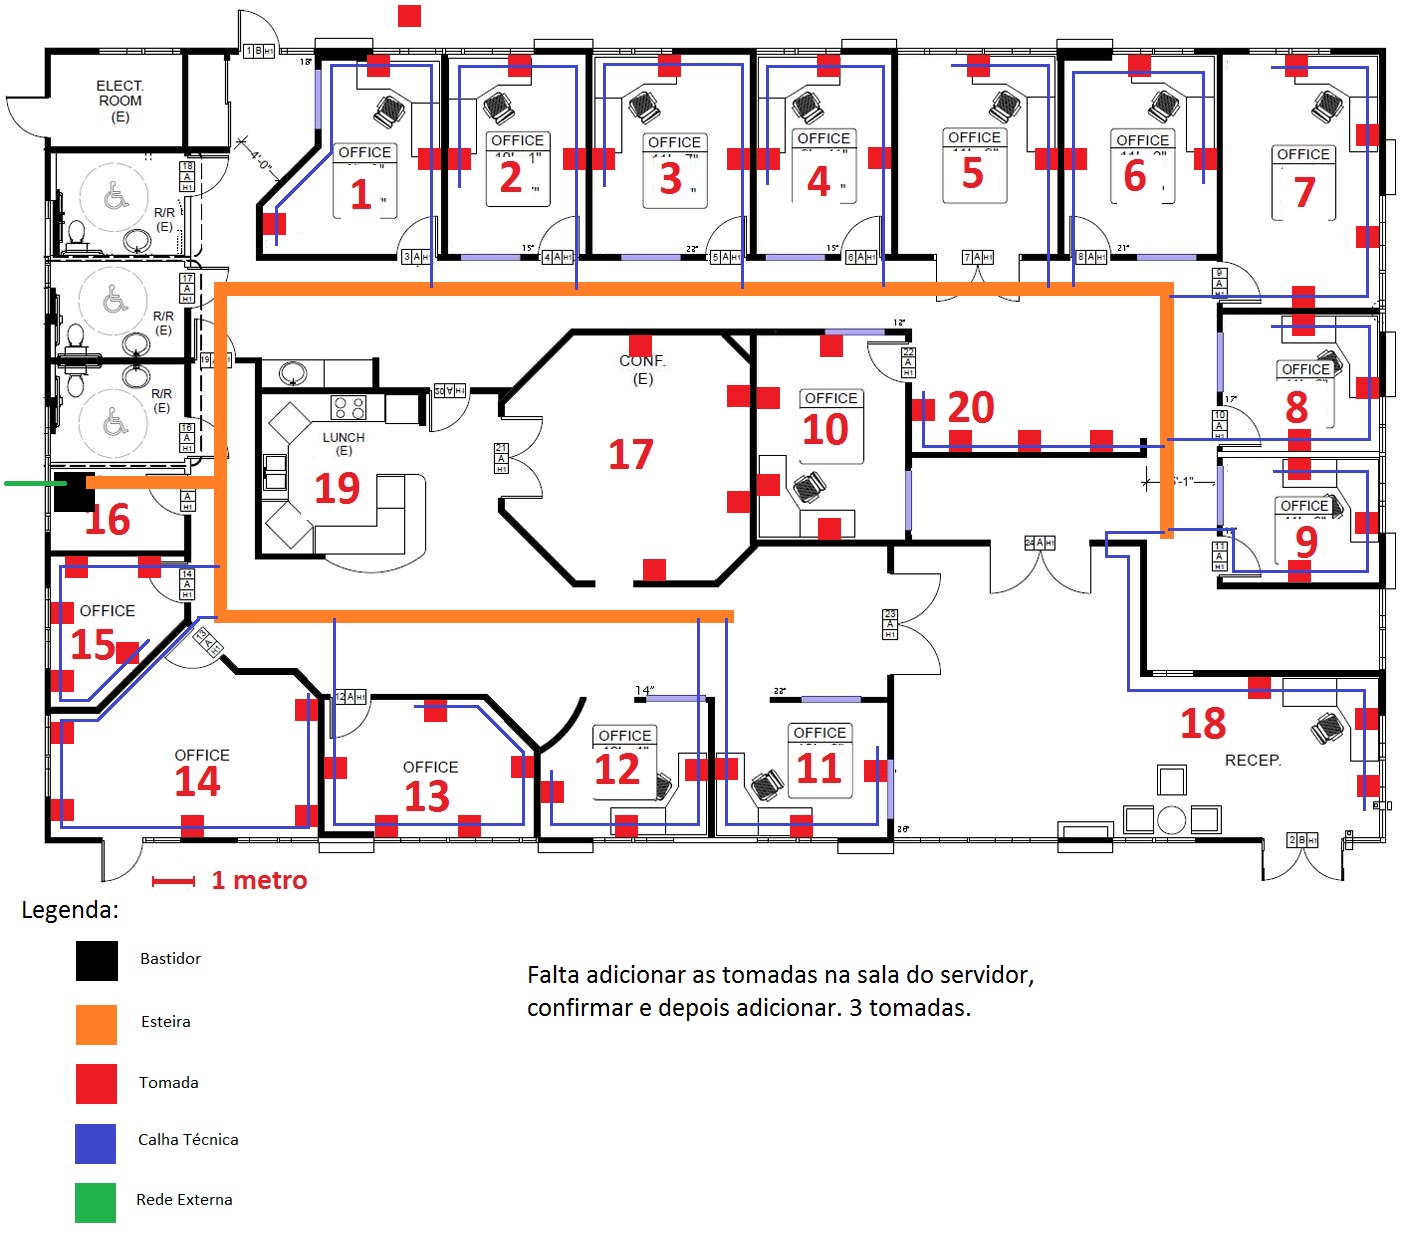 1 B H1
18"
ELECT.
ROOM
(E)
4'-0"
18
A
H1
R/R
(E)
OFFICE
1
OFFICE
2
15"
OFFICE
3
22"
OFFICE
4
15"
OFFICE
5
OFFICE
6
21"
OFFICE
7
3 A H1
4 A H1
5 A H1
6 A H1
7 A H1
8 A H1
9
A
H1
17
A
H1
R/R
(E)
19 A H1
R/R
(E)
16
A
H1
CONF.
(E)
17
20 A H1
21
A
H1
LUNCH
(E)
19
18"
22
A
H1
OFFICE
10
20
OFFICE
8
17"
10
A
H1
OFFICE
9
11
A
H1
24 A H1
16
A
H1
14
A
H1
OFFICE
15
13
A
H1
23
A
H1
12 A H1
OFFICE
14
OFFICE
13
14"
OFFICE
12
22"
OFFICE
11
26"
18
RECEP.
2 B H1
1 metro
Legenda:
Bastidor
Esteira
Tomada
Calha Técnica
Rede Externa
Falta adicionar as tomadas na sala do servidor,
confirmar e depois adicionar. 3 tomadas.